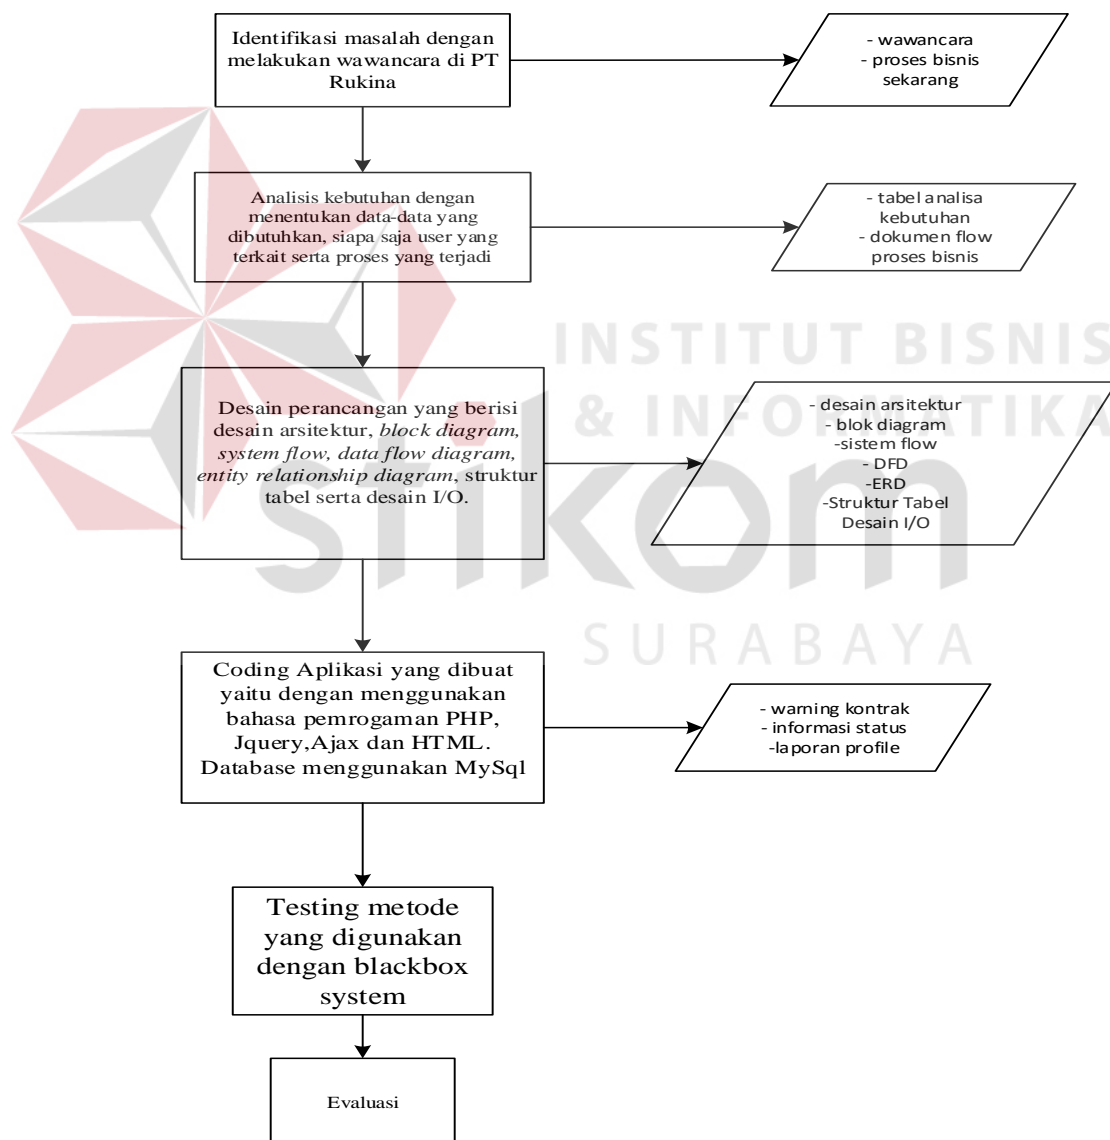 Identifikasi masalah dengan
melakukan wawancara di PT
Rukina
- wawancara
- proses bisnis
sekarang
Analisis kebutuhan dengan
menentukan data-data yang
dibutuhkan, siapa saja user yang
terkait serta proses yang terjadi
- tabel analisa
kebutuhan
- dokumen flow
proses bisnis
INSTITUT BISNIS
& INFORMATIKA
stikom
SURABAYA
Desain perancangan yang berisi
desain arsitektur, block diagram,
system flow, data flow diagram,
entity relationship diagram, struktur
tabel serta desain I/O.
- desain arsitektur
- blok diagram
-sistem flow
- DFD
-ERD
-Struktur Tabel
Desain I/O
Coding Aplikasi yang dibuat
yaitu dengan menggunakan
bahasa pemrogaman PHP,
Jquery,Ajax dan HTML.
Database menggunakan MySql
- warning kontrak
- informasi status
-laporan profile
Testing metode
yang digunakan
dengan blackbox
system
Evaluasi